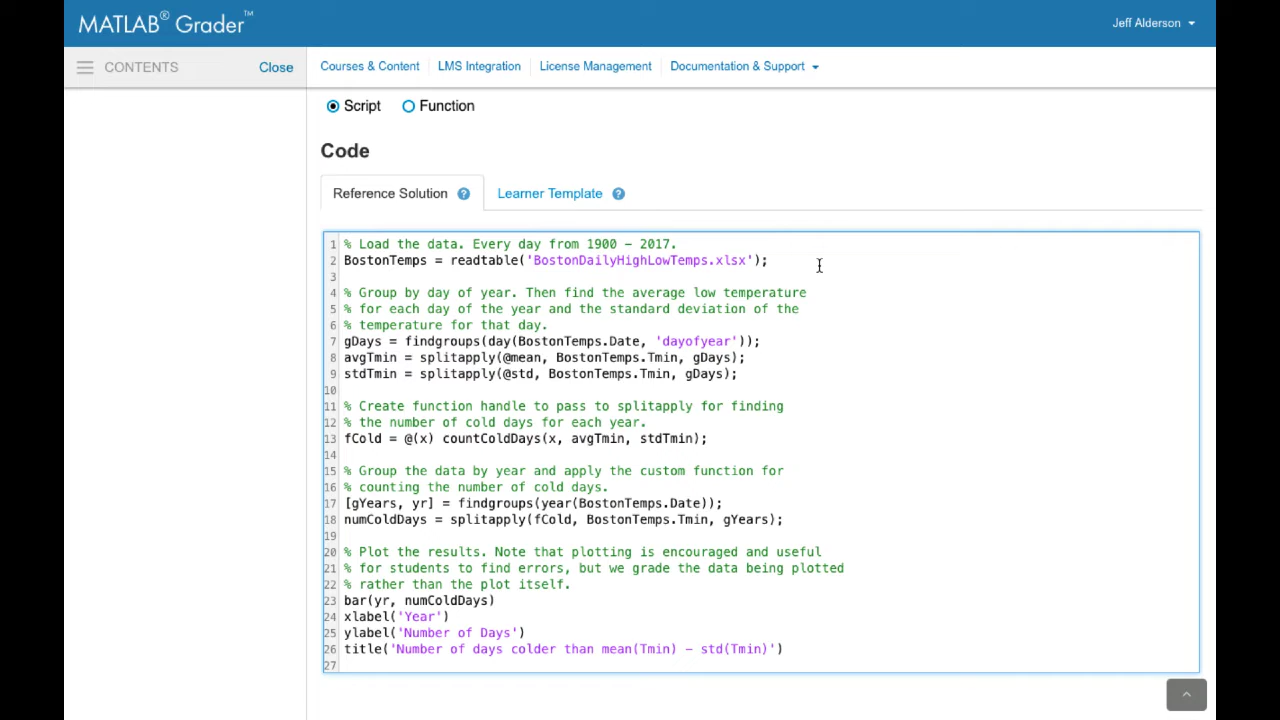 MATLAB® Grader™
Jeff Alderson
CONTENTS
Close
Courses & Content
LMS Integration
License Management
Documentation & Support
Script
Function
Code
Reference Solution ?
Learner Template ?
1 % Load the data. Every day from 1900 - 2017.
2 BostonTemps = readtable('BostonDailyHighLowTemps.xlsx');
3
4 % Group by day of year. Then find the average low temperature
5 % for each day of the year and the standard deviation of the
6 % temperature for that day.
7 gDays = findgroups(day(BostonTemps.Date, 'dayofyear'));
8 avgTmin = splitapply(@mean, BostonTemps.Tmin, gDays);
9 stdTmin = splitapply(@std, BostonTemps.Tmin, gDays);
10
11 % Create function handle to pass to splitapply for finding
12 % the number of cold days for each year.
13 fCold = @(x) countColdDays(x, avgTmin, stdTmin);
14
15 % Group the data by year and apply the custom function for
16 % counting the number of cold days.
17 [gYears, yr] = findgroups(year(BostonTemps.Date));
18 numColdDays = splitapply(fCold, BostonTemps.Tmin, gYears);
19
20 % Plot the results. Note that plotting is encouraged and useful
21 % for students to find errors, but we grade the data being plotted
22 % rather than the plot itself.
23 bar(yr, numColdDays)
24 xlabel('Year')
25 ylabel('Number of Days')
26 title('Number of days colder than mean(Tmin) - std(Tmin)')
27